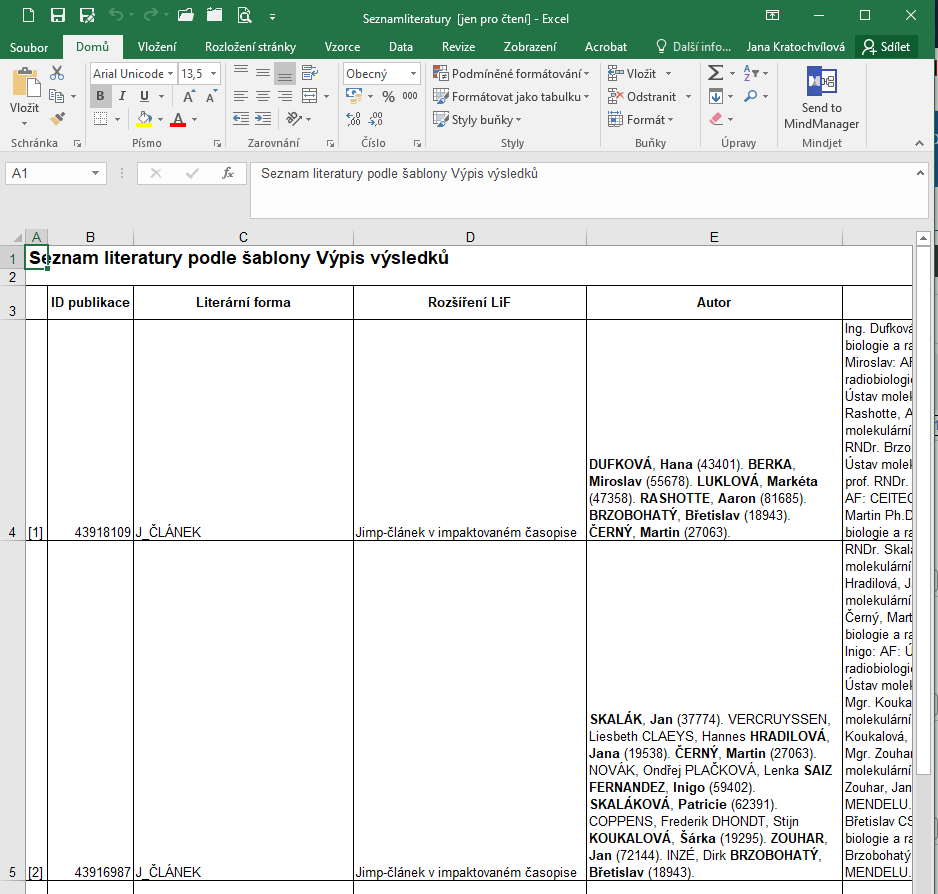 Seznamliteratury [jen pro čtení] - Excel
Soubor Domů Vložení Rozložení stránky Vzorce Data Revize Zobrazení Acrobat Další info... Jana Kratochvílová Sdílet
Vložit
Arial Unicode 13,5
B I U A A A
Obecný
% 000
Podmíněné formátování
Formátovat jako tabulku
Styly buňky
Vložit
Odstranit
Formát
Send to
MindManager
Schránka Písmo Zarovnání Číslo Styly Buňky Úpravy Mindjet
A1 fx Seznam literatury podle šablony Výpis výsledků
A B C D E
1 Seznam literatury podle šablony Výpis výsledků
2
3 ID publikace Literární forma Rozšíření LiF Autor
4 [1] 43918109 J_ČLÁNEK Jimp-článek v impaktovaném časopise
DUFKOVÁ, Hana (43401). BERKA,
Miroslav (55678). LUKLOVÁ, Markéta
(47358). RASHOTTE, Aaron (81685).
BRZOBOHATÝ, Břetislav (18943).
ČERNÝ, Martin (27063).
Ing. Dufková
biologie a ra
Miroslav: AF
radiobiologie
Ústav molek
Rashotte, A
molekulární
RNDr. Brzo
Ústav molek
prof. RNDr.
AF: CEITEC
Martin Ph.D
biologie a ra
5 [2] 43916987 J_ČLÁNEK Jimp-článek v impaktovaném časopise
SKALÁK, Jan (37774). VERCRUYSSEN,
Liesbeth CLAEYS, Hannes HRADILOVÁ,
Jana (19538). ČERNÝ, Martin (27063).
NOVÁK, Ondřej PLAČKOVÁ, Lenka SAIZ
FERNANDEZ, Inigo (59402).
SKALÁKOVÁ, Patricie (62391).
COPPENS, Frederik DHONDT, Stijn
KOUKALOVÁ, Šárka (19295). ZOUHAR,
Jan (72144). INZÉ, Dirk BRZOBOHATÝ,
Břetislav (18943).
RNDr. Skalá
molekulární
Hradilová, J
molekulární
Černý, Mart
biologie a ra
Inigo: AF: Ú
radiobiologie
Ústav molek
Mgr. Kouka
molekulární
Koukalová,
Mgr. Zouhar
molekulární
Zouhar, Jan
MENDELU.
Břetislav CS
biologie a ra
Brzobohatý
MENDELU.